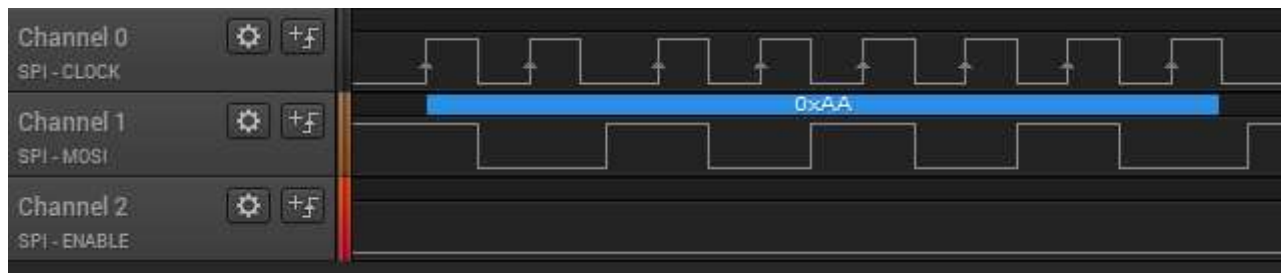 Channel 0
SPI - CLOCK
0xAA
Channel 1
SPI - MOSI
Channel 2
SPI - ENABLE